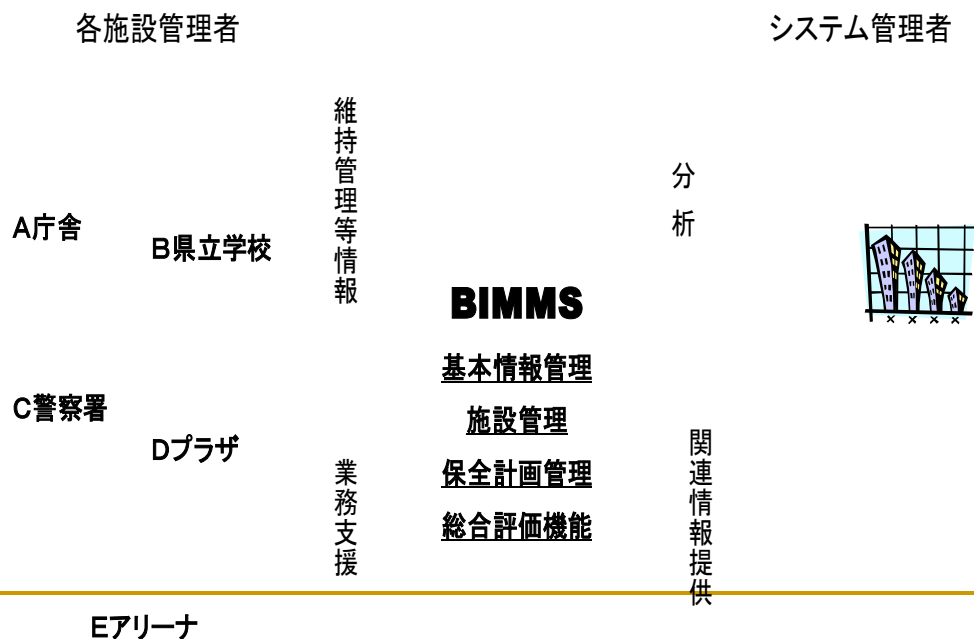 各施設管理者
システム管理者
維持管理等情報
分析
A庁舎
B県立学校
BIMMS
基本情報管理
施設管理
保全計画管理
総合評価機能
C警察署
Dプラザ
業務支援
関連情報提供
Eアリーナ